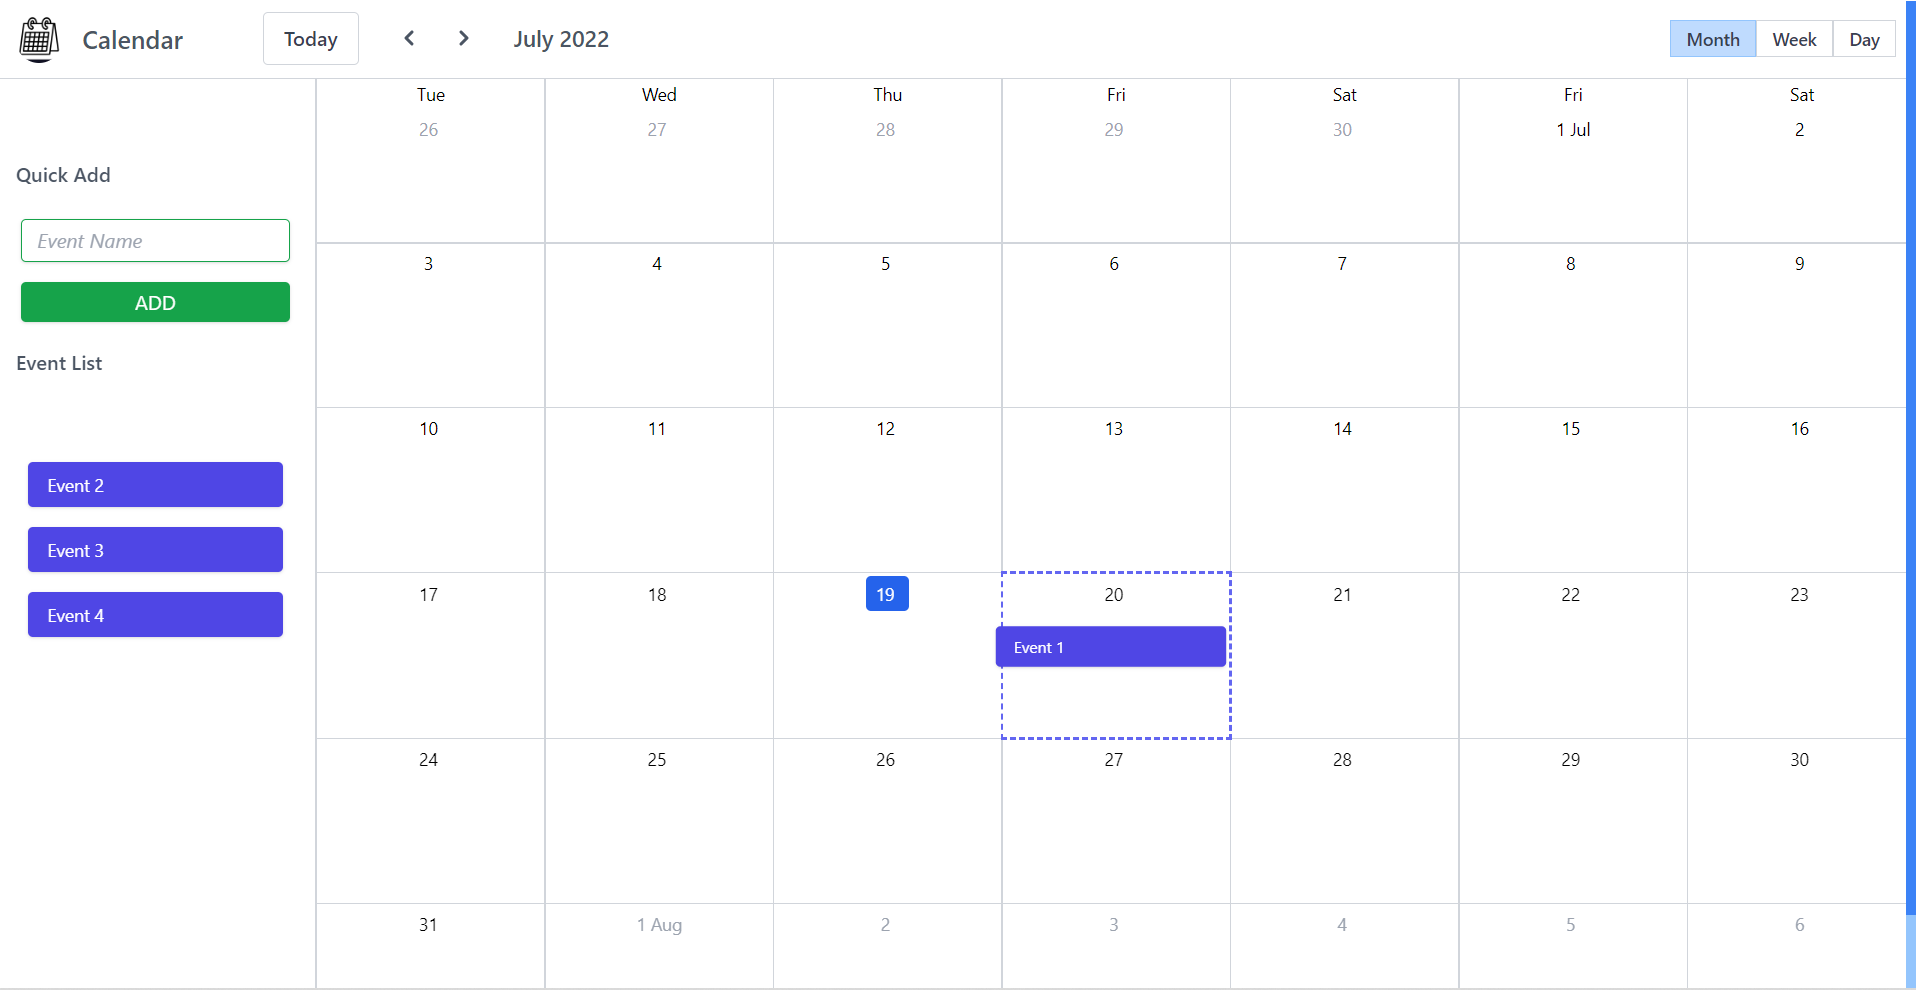 Calendar Today July 2022 Month Week Day
Tue Wed Thu Fri Sat Fri Sat
26 27 28 29 30 1 Jul 2
Quick Add
Event Name
3 4 5 6 7 8 9
ADD
Event List
10 11 12 13 14 15 16
Event 2
Event 3
17 18 19 20 21 22 23
Event 4
Event 1
24 25 26 27 28 29 30
31 1 Aug 2 3 4 5 6